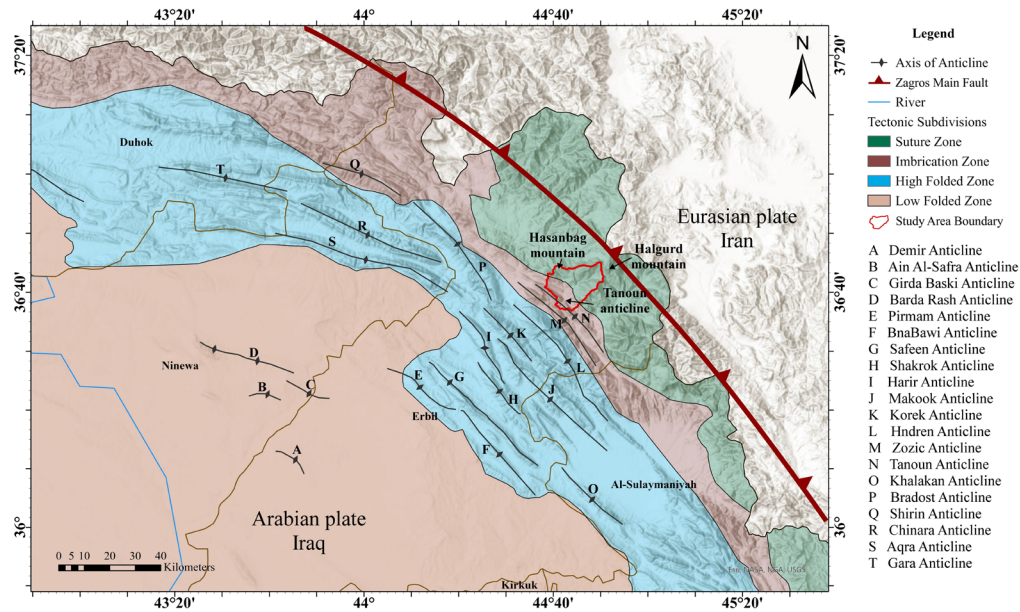 43°20' 44° 44°40' 45°20'
37°20'
36°40'
36°
37°20'
36°40'
36°
43°20' 44° 44°40' 45°20'
N
Duhok
T
Q
R
S
P
Eurasian plate
Iran
Hasanbag
mountain
Halgurd
mountain
Tanoun
anticline
M
N
K
I
L
D
Ninewa
B
C
E
G
H
J
Erbil
A
F
O
Al-Sulaymaniyah
Arabian plate
Iraq
0 5 10 20 30 40
Kilometers
Kirkuk
Esri, NASA, NGA, USGS
Legend
Axis of Anticline
Zagros Main Fault
River
Tectonic Subdivisions
Suture Zone
Imbrication Zone
High Folded Zone
Low Folded Zone
Study Area Boundary
A Demir Anticline
B Ain Al-Safra Anticline
C Girda Baski Anticline
D Barda Rash Anticline
E Pirmam Anticline
F BnaBawi Anticline
G Safeen Anticline
H Shakrok Anticline
I Harir Anticline
J Makook Anticline
K Korek Anticline
L Hndren Anticline
M Zozic Anticline
N Tanoun Anticline
O Khalakan Anticline
P Bradost Anticline
Q Shirin Anticline
R Chinara Anticline
S Aqra Anticline
T Gara Anticline